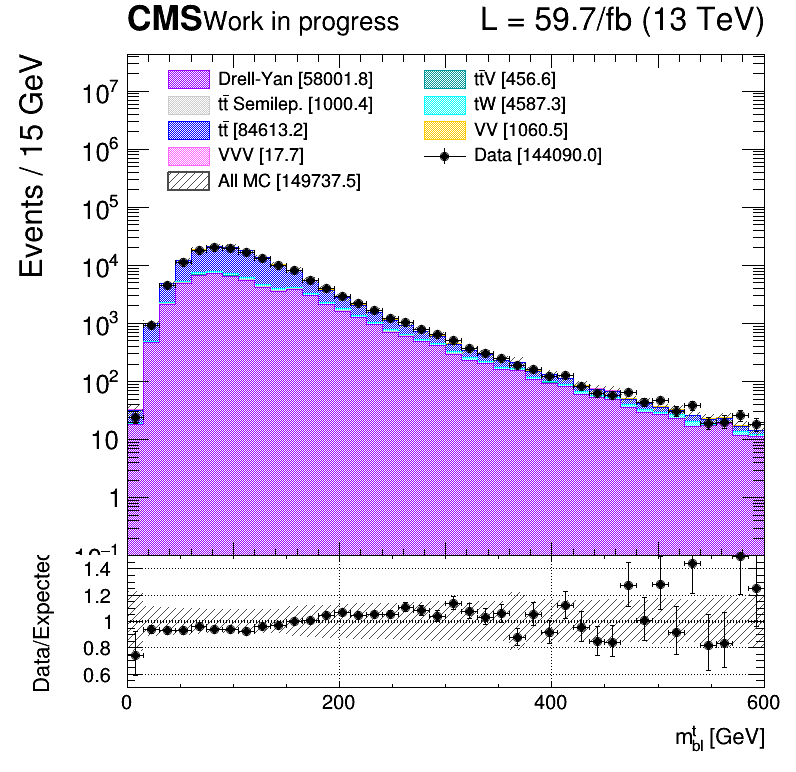 CMS Work in progress L = 59.7/fb (13 TeV)
Events / 15 GeV
10⁷
10⁶
10⁵
10⁴
10³
10²
10
1
10⁻¹
Drell-Yan [58001.8]
tt̄ Semilep. [1000.4]
tt̄ [84613.2]
VVV [17.7]
All MC [149737.5]
tt̄V [456.6]
tW [4587.3]
VV [1060.5]
Data [144090.0]
Data/Expected
1.4
1.2
1
0.8
0.6
0 200 400 600
m^t_bl [GeV]